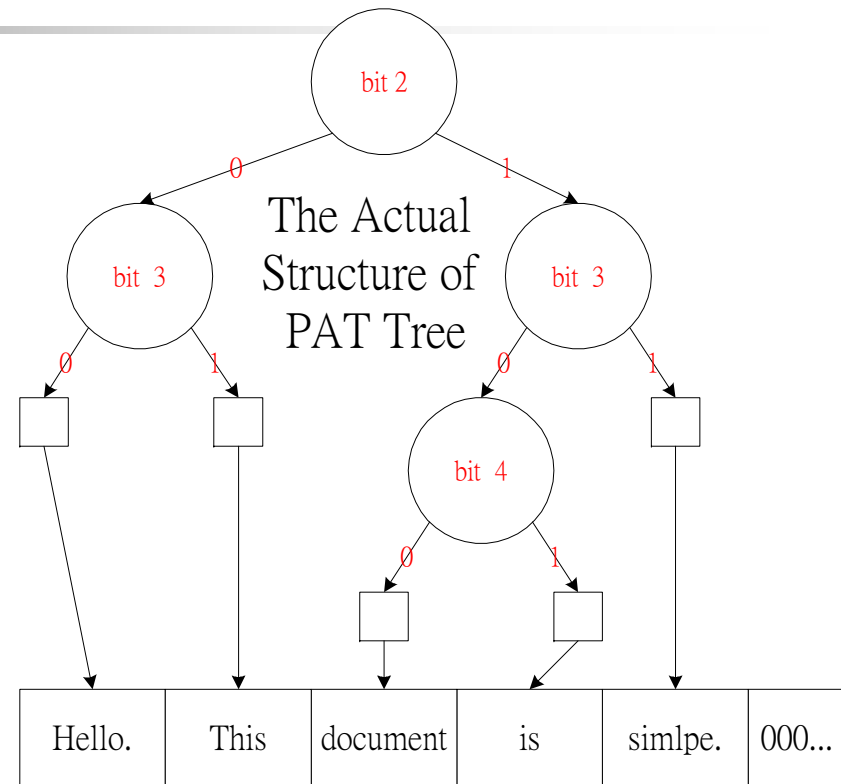 bit 2
0
1
The Actual
Structure of
PAT Tree
bit 3
bit 3
0
1
0
1
bit 4
0
1
Hello.
This
document
is
simlpe.
000...